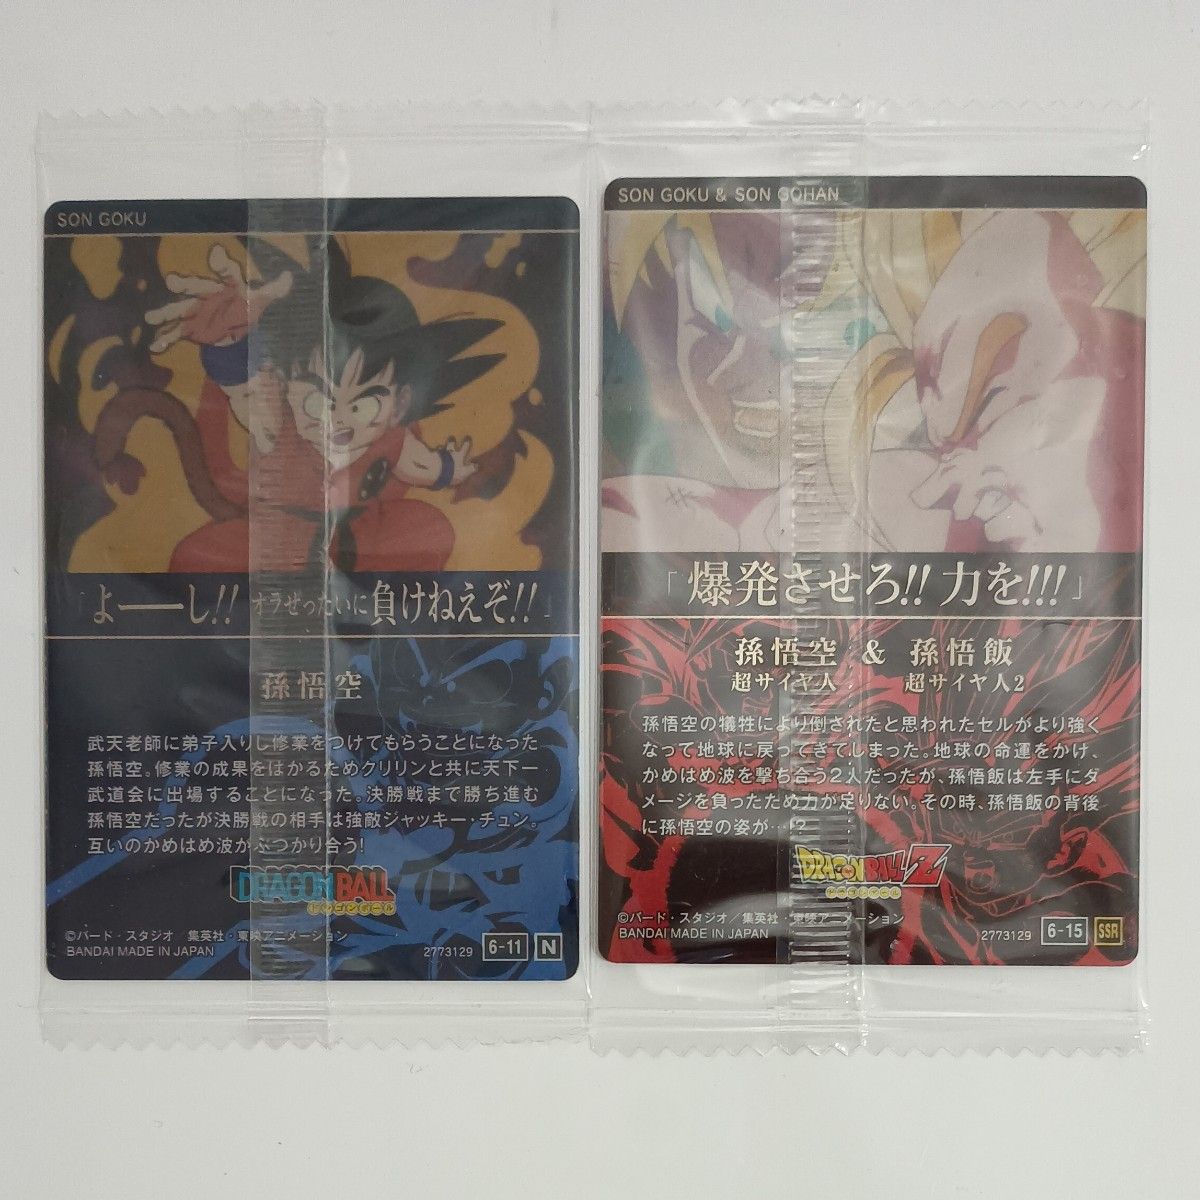 SON GOKU
「よーーし!! オラぜったいに負けねえぞ!!」
孫悟空
武天老師に弟子入りし修業をつけてもらうことになった
孫悟空。修業の成果をはかるためクリリンと共に天下一
武道会に出場することになった。決勝戦まで勝ち進む
孫悟空だったが決勝戦の相手は強敵ジャッキー・チュン。
互いのかめはめ波がぶつかり合う!
DRAGON BALL
ドラゴンボール
©バード・スタジオ/集英社・東映アニメーション
BANDAI MADE IN JAPAN
2773129 6-11 N
SON GOKU & SON GOHAN
「爆発させろ!! 力を!!!」
孫悟空 & 孫悟飯
超サイヤ人 超サイヤ人2
孫悟空の犠牲により倒されたと思われたセルがより強く
なって地球に戻ってきてしまった。地球の命運をかけ、
かめはめ波を撃ち合う2人だったが、孫悟飯は左手にダ
メージを負ったため力が足りない。その時、孫悟飯の背後
に孫悟空の姿が…!?
DRAGON BALL Z
ドラゴンボール
©バード・スタジオ/集英社・東映アニメーション
BANDAI MADE IN JAPAN
2773129 6-15 SSR